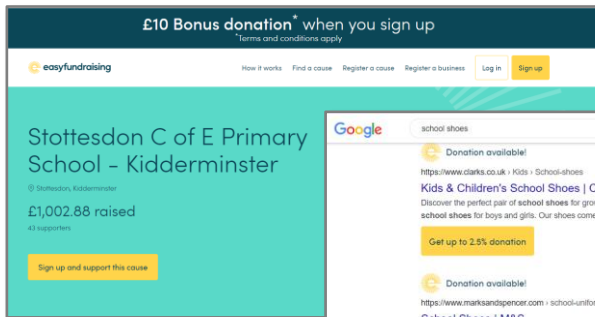 £10 Bonus donation* when you sign up
*Terms and conditions apply
easyfundraising
How it works Find a cause Register a cause Register a business Log in Sign up
Stottesdon C of E Primary
School - Kidderminster
Stottesdon, Kidderminster
£1,002.88 raised
43 supporters
Sign up and support this cause
Google
school shoes
Donation available!
https://www.clarks.co.uk › Kids › School-shoes
Kids & Children's School Shoes | C
Discover the perfect pair of school shoes for grow
school shoes for boys and girls. Our shoes come
Get up to 2.5% donation
Donation available!
https://www.marksandspencer.com › school-unifor
School Shoes | M&S